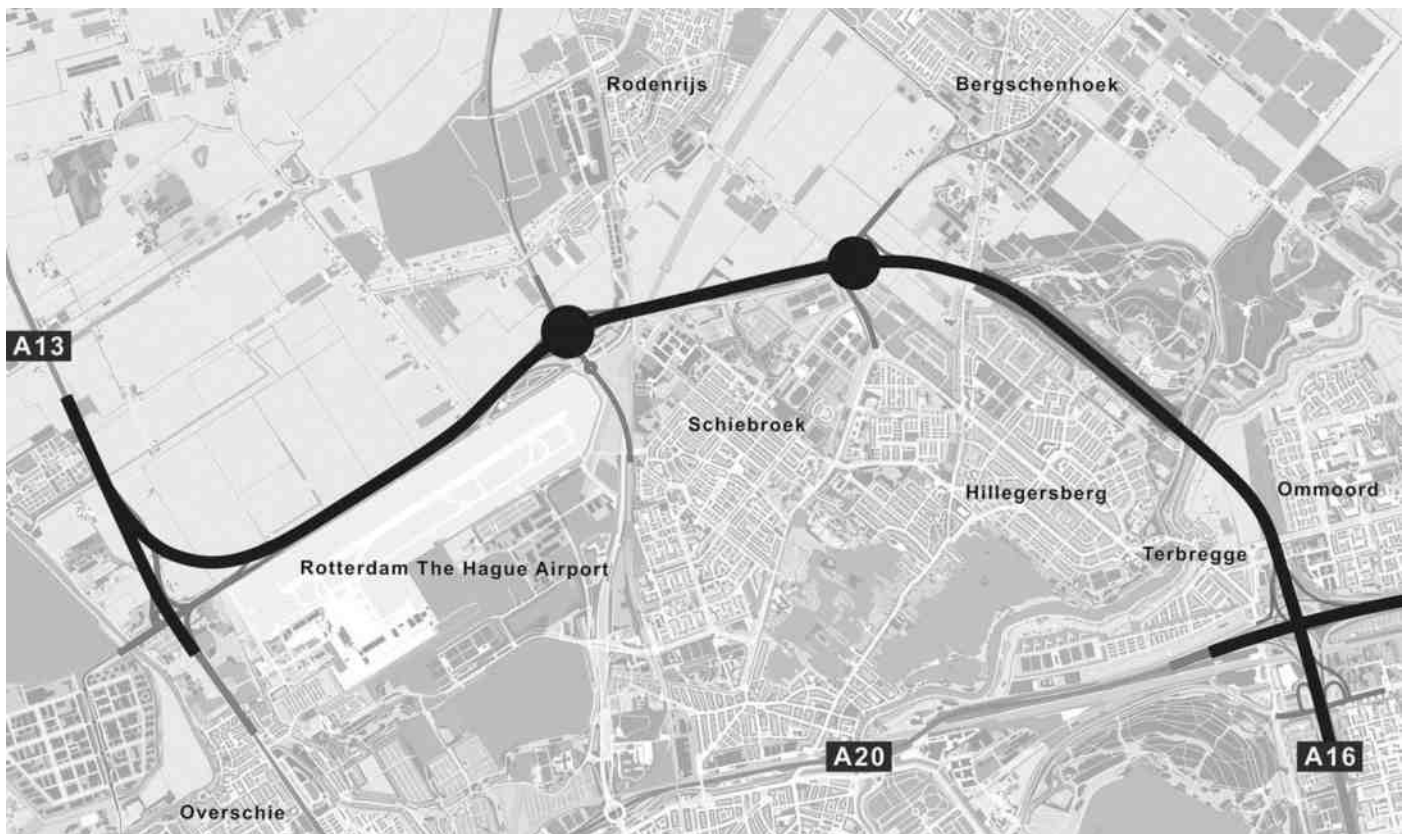 Rodenrijs
Bergschenhoek
A13
Schiebroek
Hillegersberg
Ommoord
Terbregge
Rotterdam The Hague Airport
A20
A16
Overschie